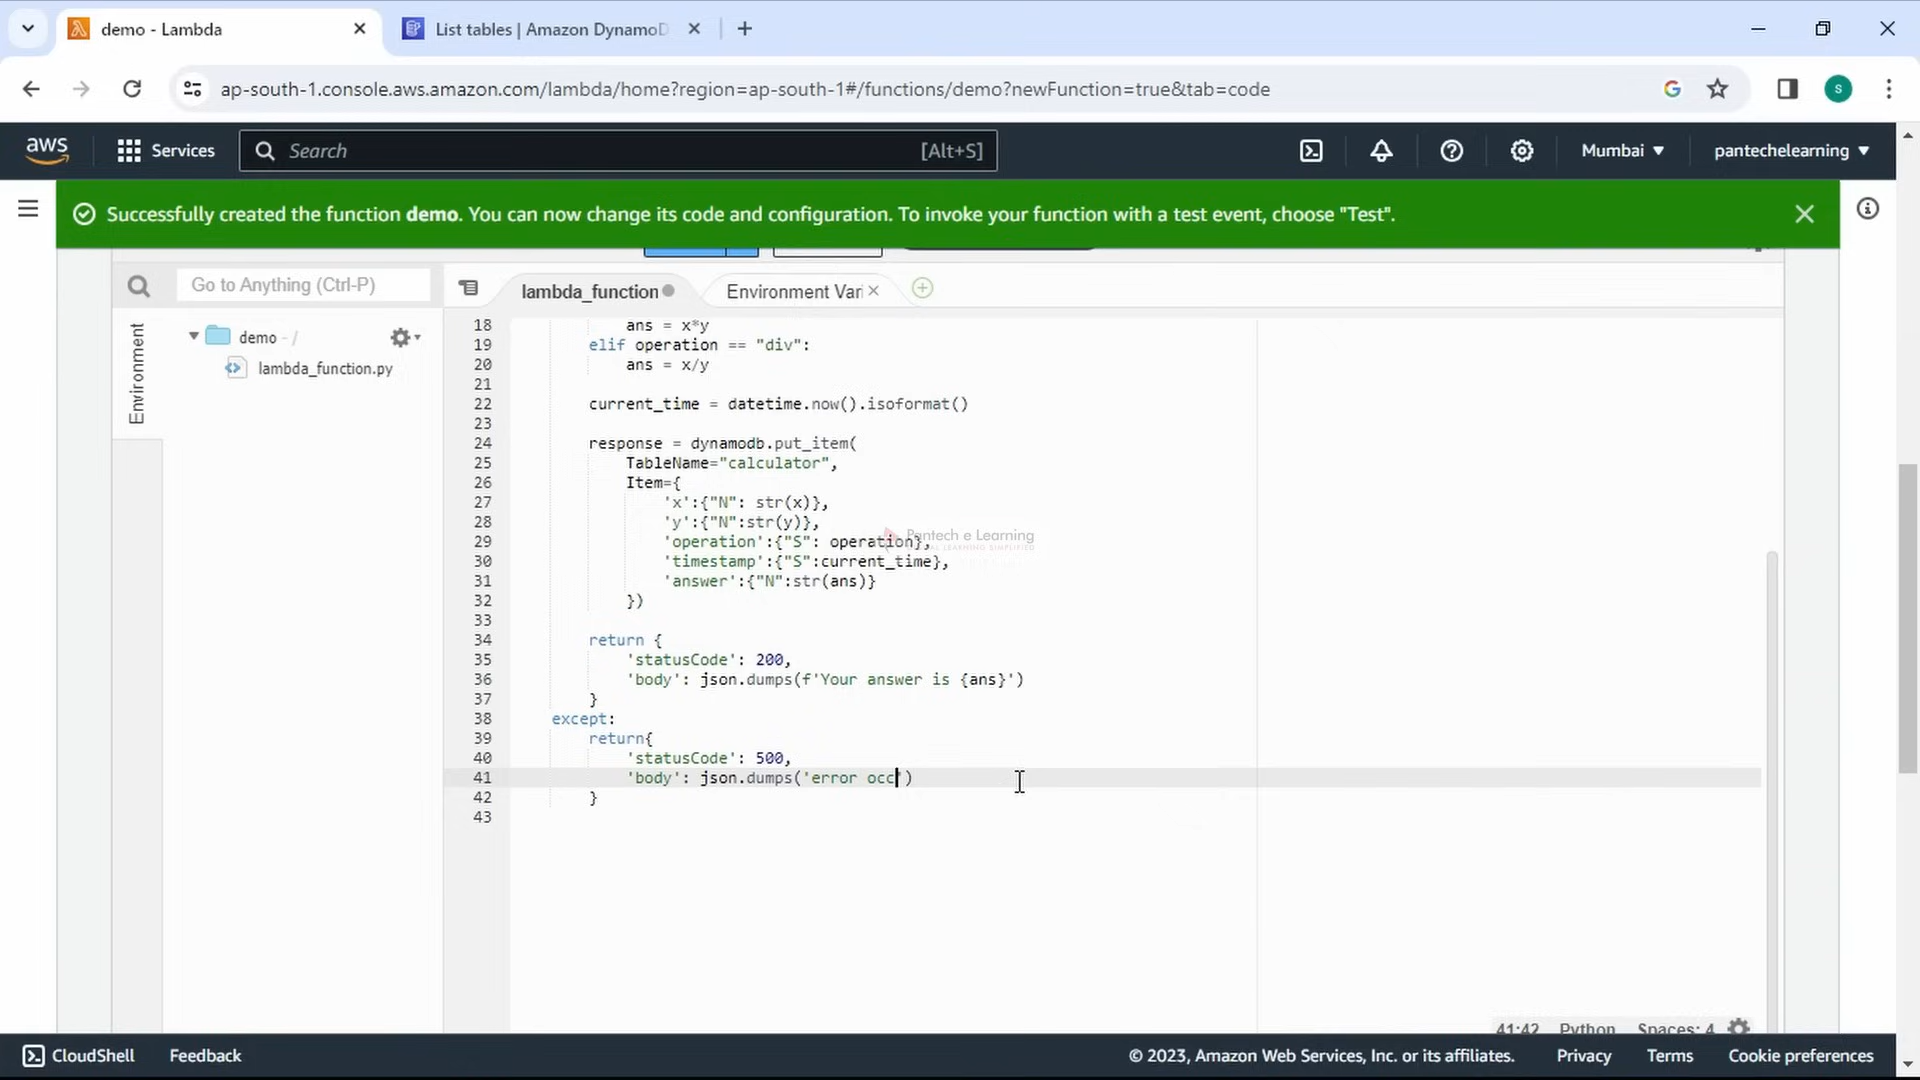 demo - Lambda
List tables | Amazon DynamoD
ap-south-1.console.aws.amazon.com/lambda/home?region=ap-south-1#/functions/demo?newFunction=true&tab=code
S
aws
Services
Search
[Alt+S]
Mumbai
pantechelearning
Successfully created the function demo. You can now change its code and configuration. To invoke your function with a test event, choose "Test".
Go to Anything (Ctrl-P)
lambda_function
Environment Vari
Environment
demo - /
lambda_function.py
18 ans = x*y
19 elif operation == "div":
20 ans = x/y
21
22 current_time = datetime.now().isoformat()
23
24 response = dynamodb.put_item(
25 TableName="calculator",
26 Item={
27 'x':{"N": str(x)},
28 'y':{"N":str(y)},
29 'operation':{"S": operation},
30 'timestamp':{"S":current_time},
31 'answer':{"N":str(ans)}
32 })
33
34 return {
35 'statusCode': 200,
36 'body': json.dumps(f'Your answer is {ans}')
37 }
38 except:
39 return{
40 'statusCode': 500,
41 'body': json.dumps('error occ')
42 }
43
Pantech e Learning
41:42 Python Spaces: 4
CloudShell
Feedback
© 2023, Amazon Web Services, Inc. or its affiliates.
Privacy
Terms
Cookie preferences